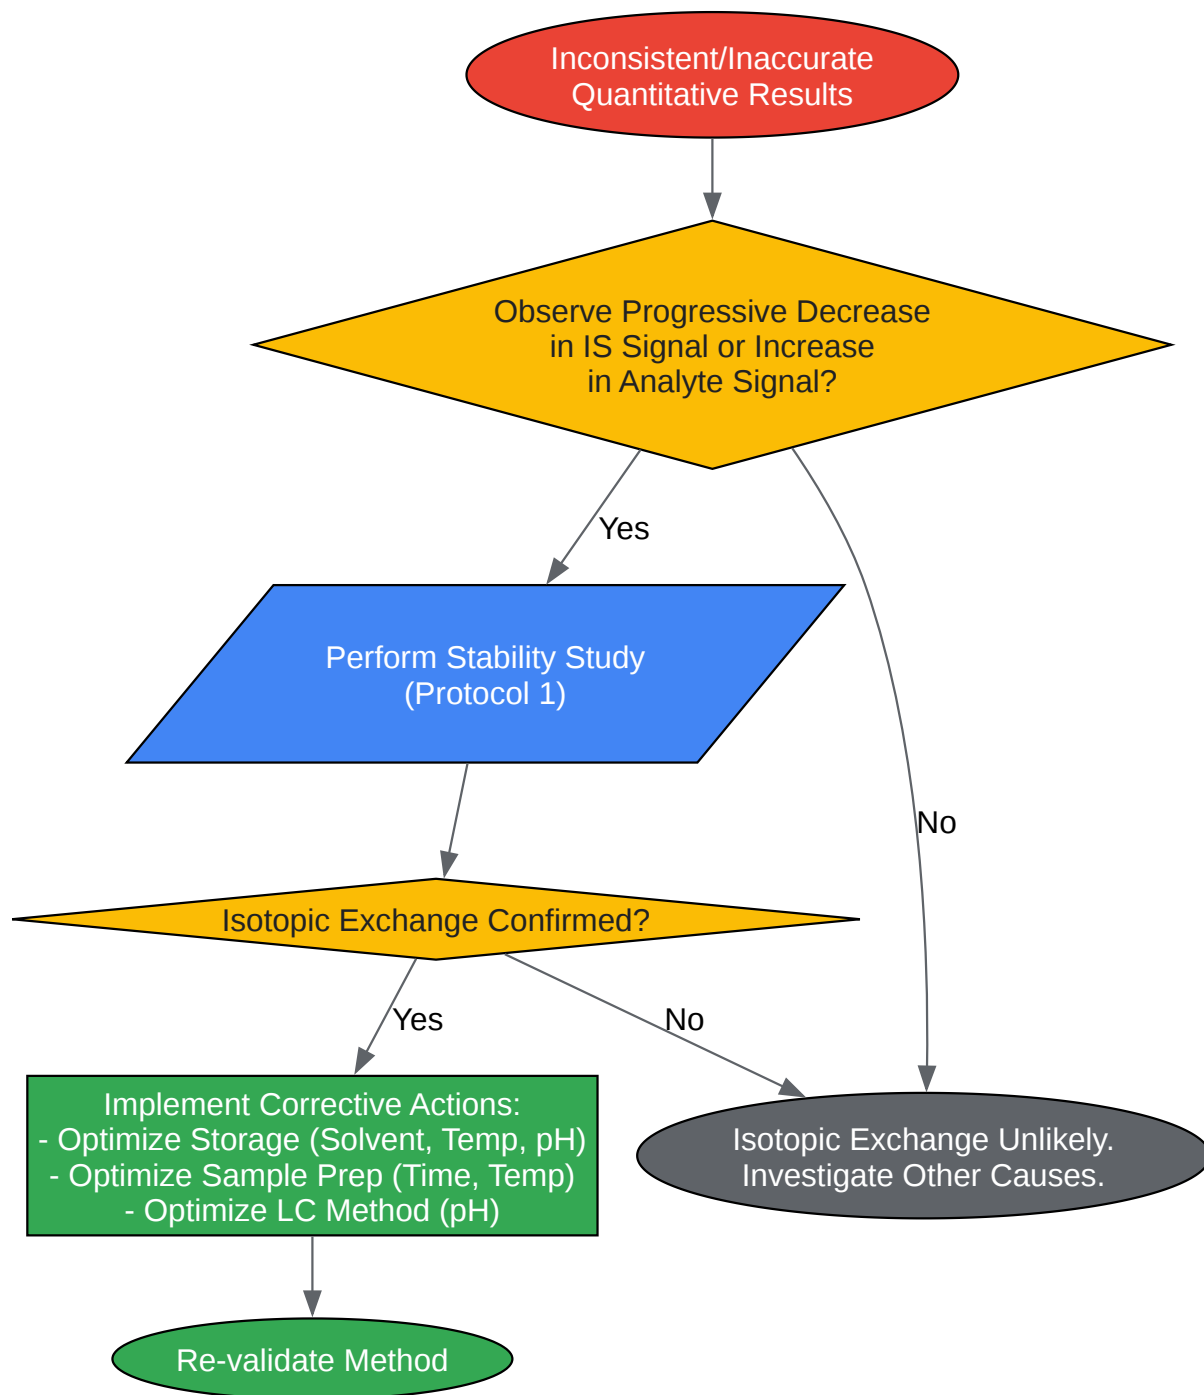 Inconsistent/Inaccurate
Quantitative Results
Observe Progressive Decrease
in IS Signal or Increase
in Analyte Signal?
Yes
No
Perform Stability Study
(Protocol 1)
Isotopic Exchange Confirmed?
Yes
No
Implement Corrective Actions:
- Optimize Storage (Solvent, Temp, pH)
- Optimize Sample Prep (Time, Temp)
- Optimize LC Method (pH)
Isotopic Exchange Unlikely.
Investigate Other Causes.
Re-validate Method